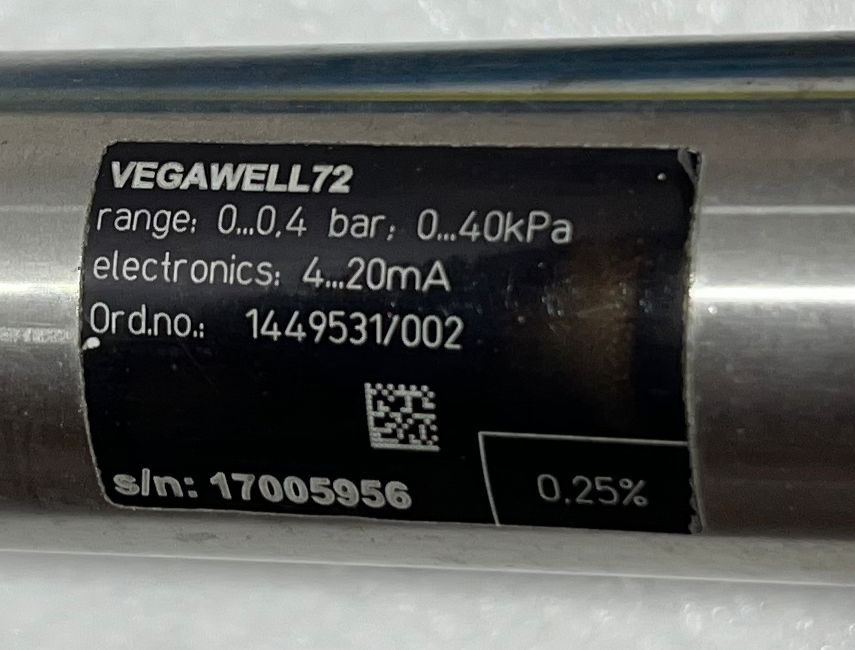 VEGAWELL72
range: 0...0,4 bar; 0...40kPa
electronics: 4...20mA
Ord.no.: 1449531/002
s/n: 17005956
0.25%